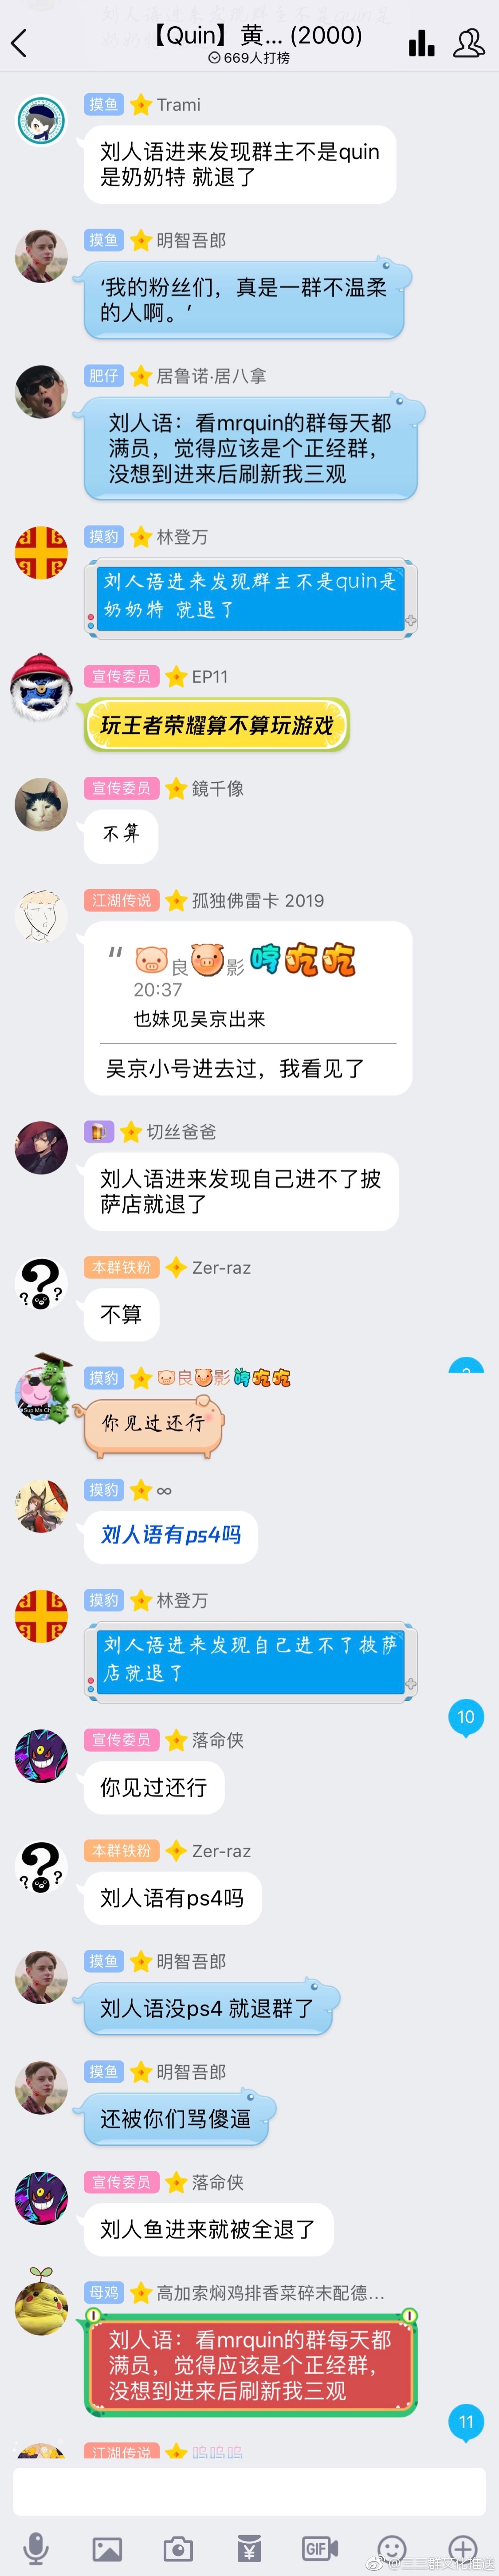 【Quin】黄... (2000)
669人打榜
摸鱼 Trami
刘人语进来发现群主不是quin
是奶奶特 就退了
摸鱼 明智吾郎
‘我的粉丝们，真是一群不温柔
的人啊。’
肥仔 居鲁诺·居八拿
刘人语：看mrquin的群每天都
满员，觉得应该是个正经群，
没想到进来后刷新我三观
摸豹 林登万
刘人语进来发现群主不是quin是
奶奶特 就退了
宣传委员 EP11
玩王者荣耀算不算玩游戏
宣传委员 鏡千像
不算
江湖传说 孤独佛雷卡 2019
“ 良 影 哼吃吃
20:37
也妹见吴京出来
吴京小号进去过，我看见了
切丝爸爸
刘人语进来发现自己进不了披
萨店就退了
本群铁粉 Zer-raz
不算
摸豹 良 影 哼吃吃
你见过还行
摸豹 ∞
刘人语有ps4吗
摸豹 林登万
刘人语进来发现自己进不了披萨
店就退了
10
宣传委员 落命侠
你见过还行
本群铁粉 Zer-raz
刘人语有ps4吗
摸鱼 明智吾郎
刘人语没ps4 就退群了
摸鱼 明智吾郎
还被你们骂傻逼
宣传委员 落命侠
刘人鱼进来就被全退了
母鸡 高加索焖鸡排香菜碎末配德...
刘人语：看mrquin的群每天都
满员，觉得应该是个正经群，
没想到进来后刷新我三观
11
江湖传说 呜呜呜
GIF